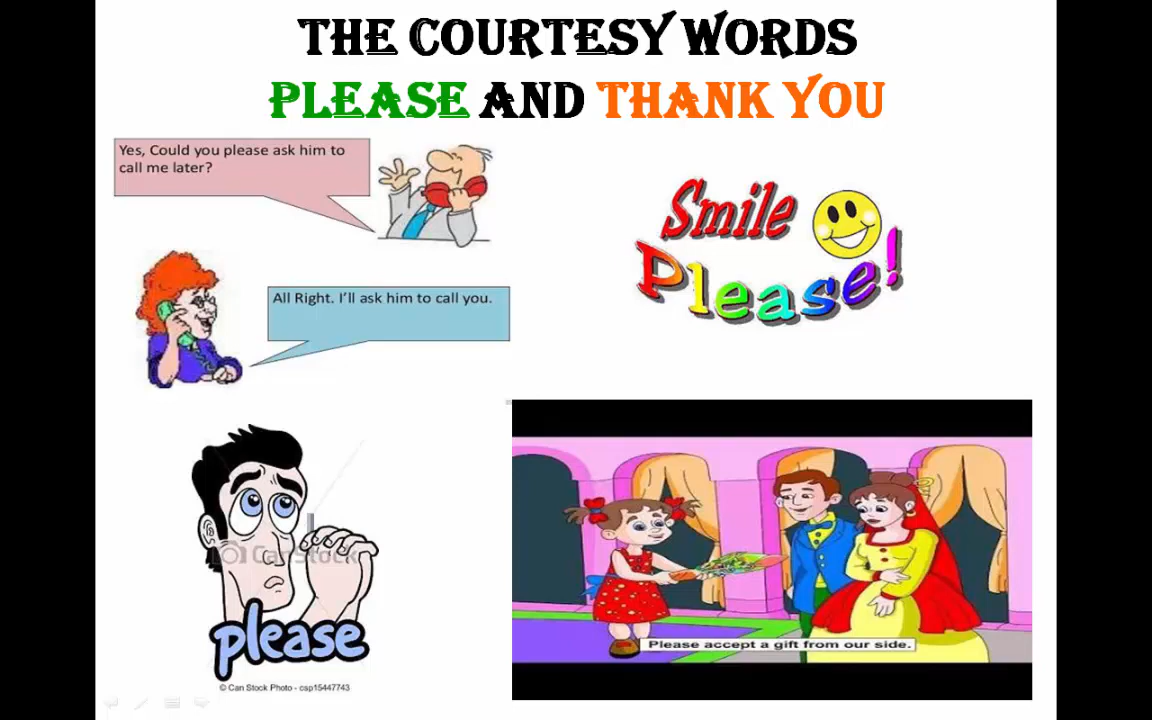 THE COURTESY WORDS
PLEASE AND THANK YOU
Yes, Could you please ask him to
call me later?
All Right. I'll ask him to call you.
Smile
Please!
CanStock
please
© Can Stock Photo - csp15447743
Please accept a gift from our side.